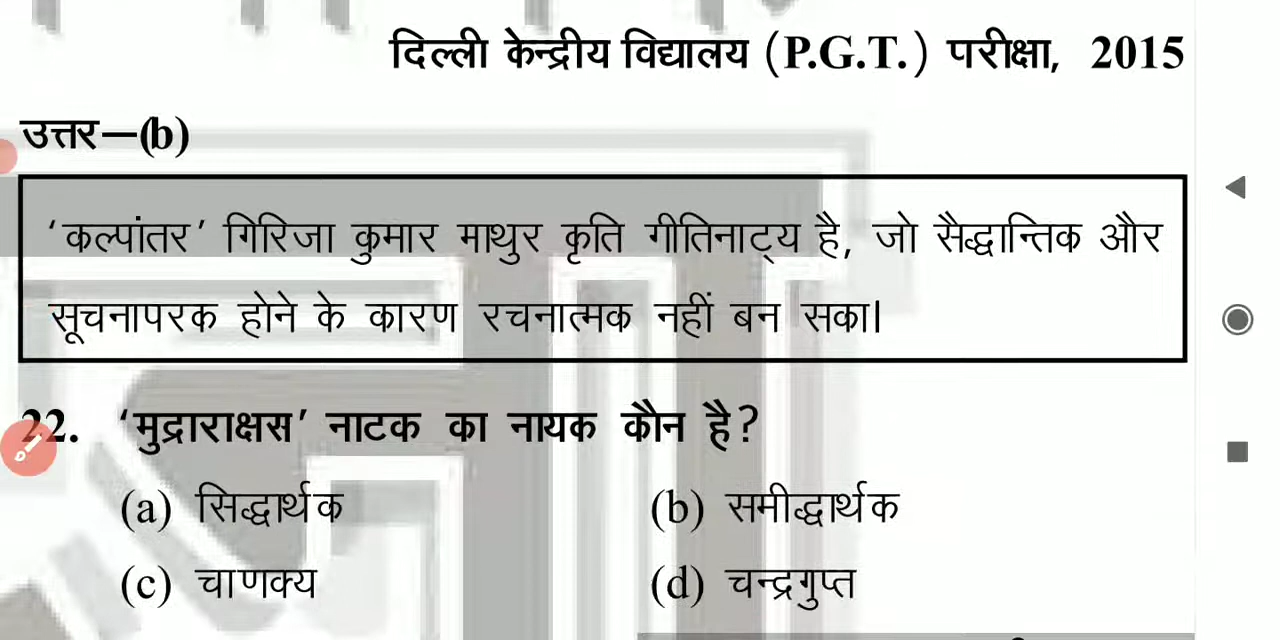 दिल्ली केन्द्रीय विद्यालय (P.G.T.) परीक्षा, 2015
उत्तर—(b)
'कल्पांतर' गिरिजा कुमार माथुर कृति गीतिनाट्य है, जो सैद्धान्तिक और
सूचनापरक होने के कारण रचनात्मक नहीं बन सका।
22. 'मुद्राराक्षस' नाटक का नायक कौन है?
(a) सिद्धार्थक (b) समीद्धार्थक
(c) चाणक्य (d) चन्द्रगुप्त